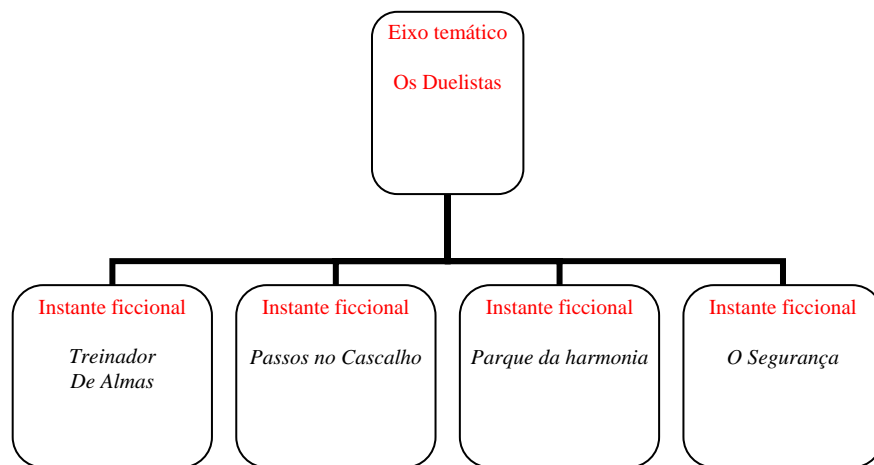 Eixo temático
Os Duelistas
Instante ficcional
Treinador
De Almas
Instante ficcional
Passos no Cascalho
Instante ficcional
Parque da harmonia
Instante ficcional
O Segurança